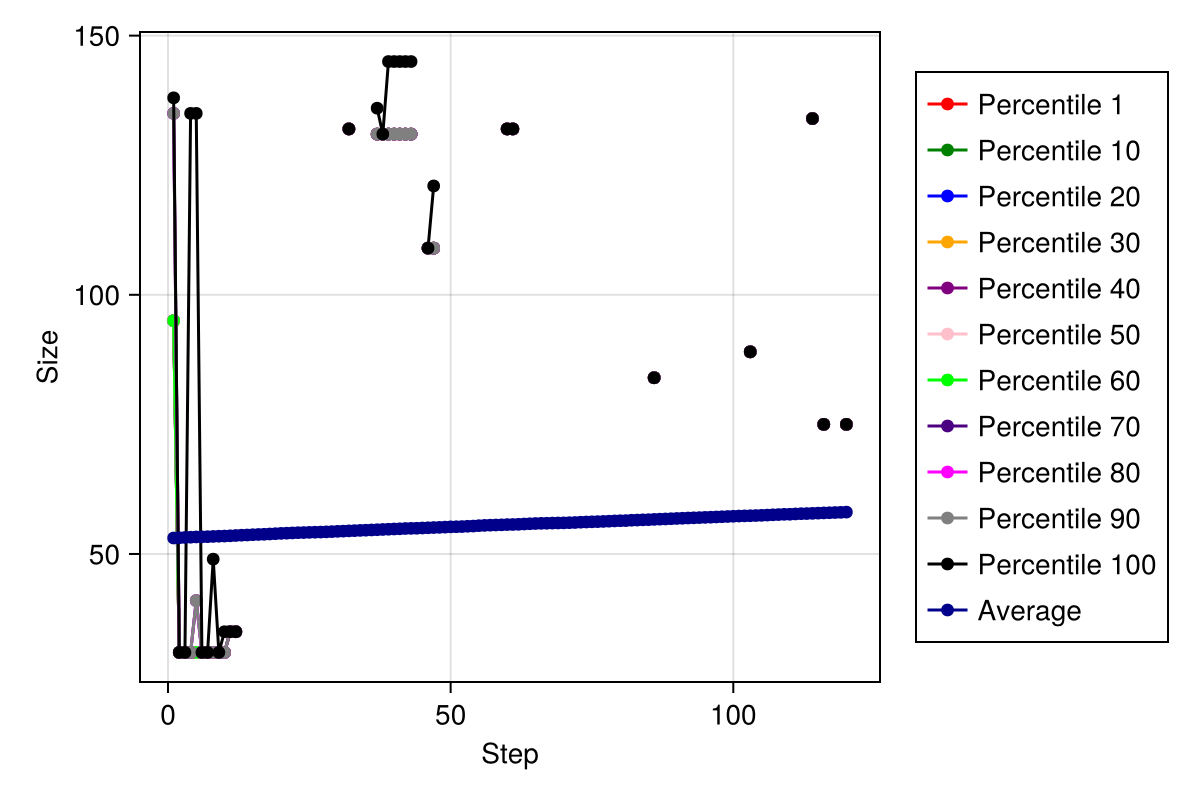 150
100
50
0
50
100
Size
Step
Percentile 1
Percentile 10
Percentile 20
Percentile 30
Percentile 40
Percentile 50
Percentile 60
Percentile 70
Percentile 80
Percentile 90
Percentile 100
Average